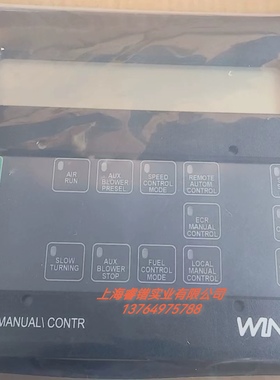 AIR
RUN
AUX
BLOWER
PRESEL
SPEED
CONTROL
MODE
REMOTE
AUTOM
CONTROL
ECR
MANUAL
CONTROL
SLOW
TURNING
AUX
BLOWER
STOP
FUEL
CONTROL
MODE
LOCAL
MANUAL
CONTROL
上海睿镨实业有限公司
13764975788
MANUAL\ CONTR
WIN